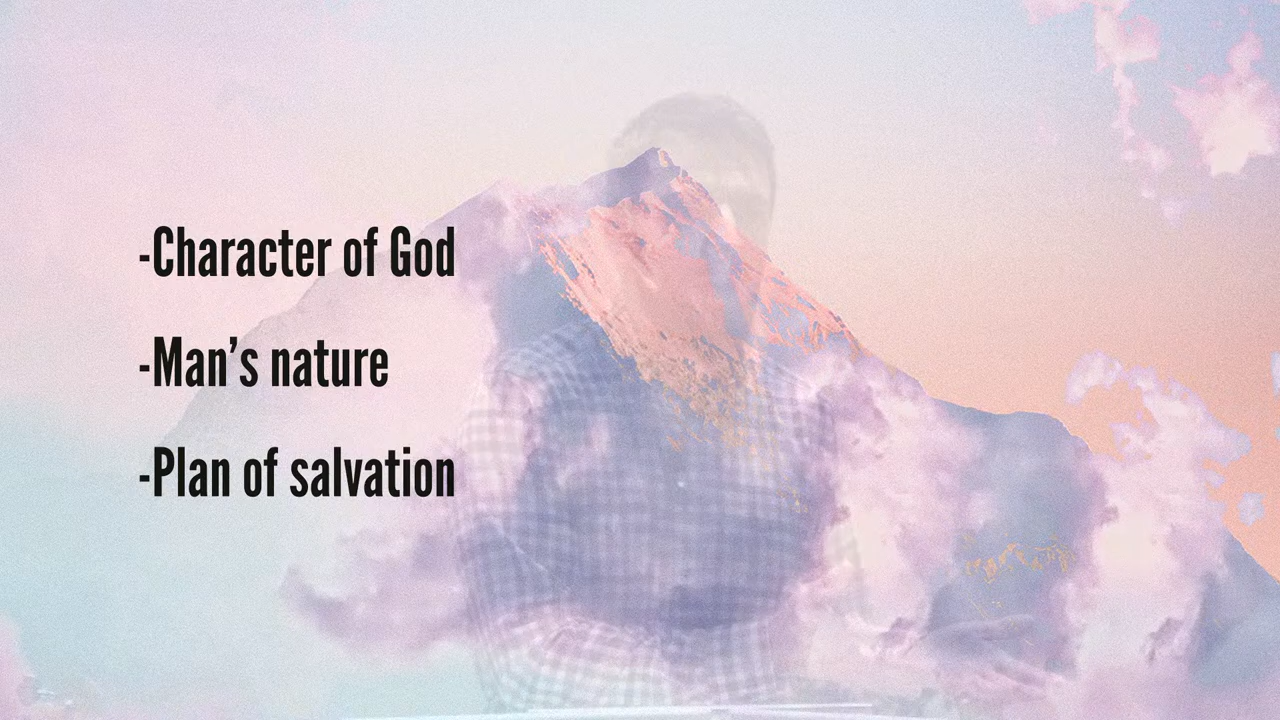 -Character of God
-Man’s nature
-Plan of salvation